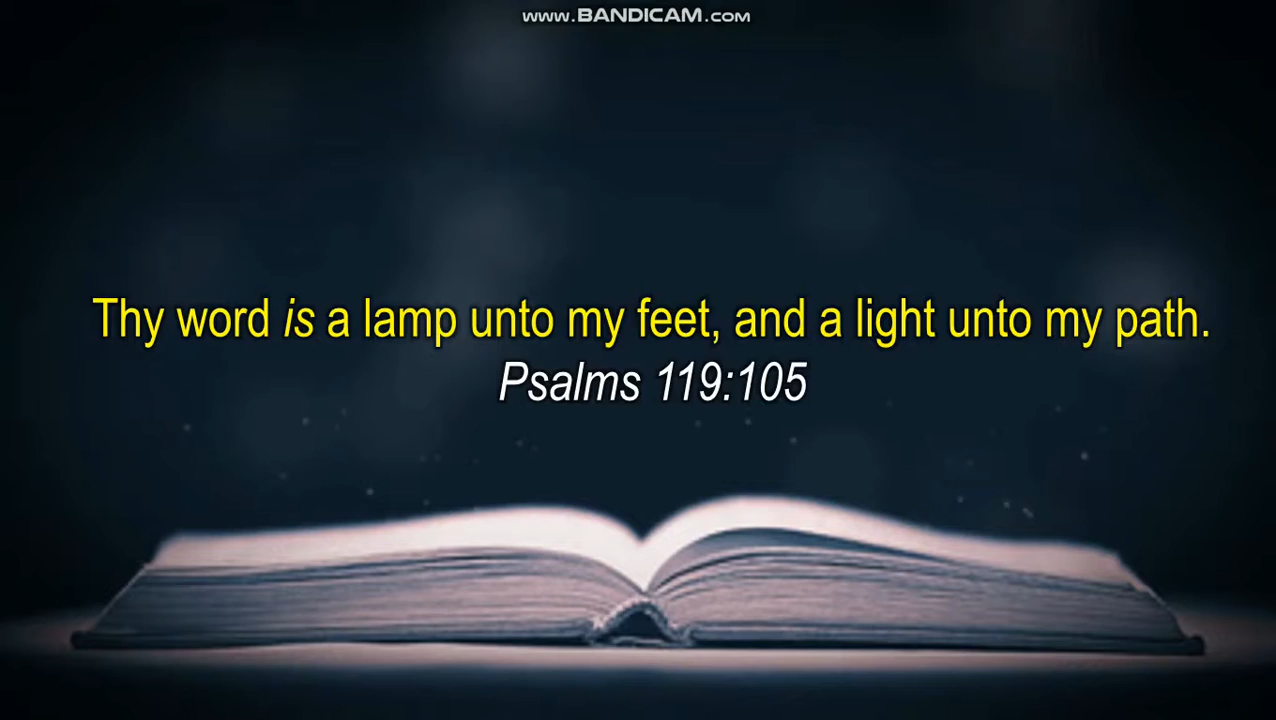 www.BANDICAM.com
Thy word is a lamp unto my feet, and a light unto my path.
Psalms 119:105